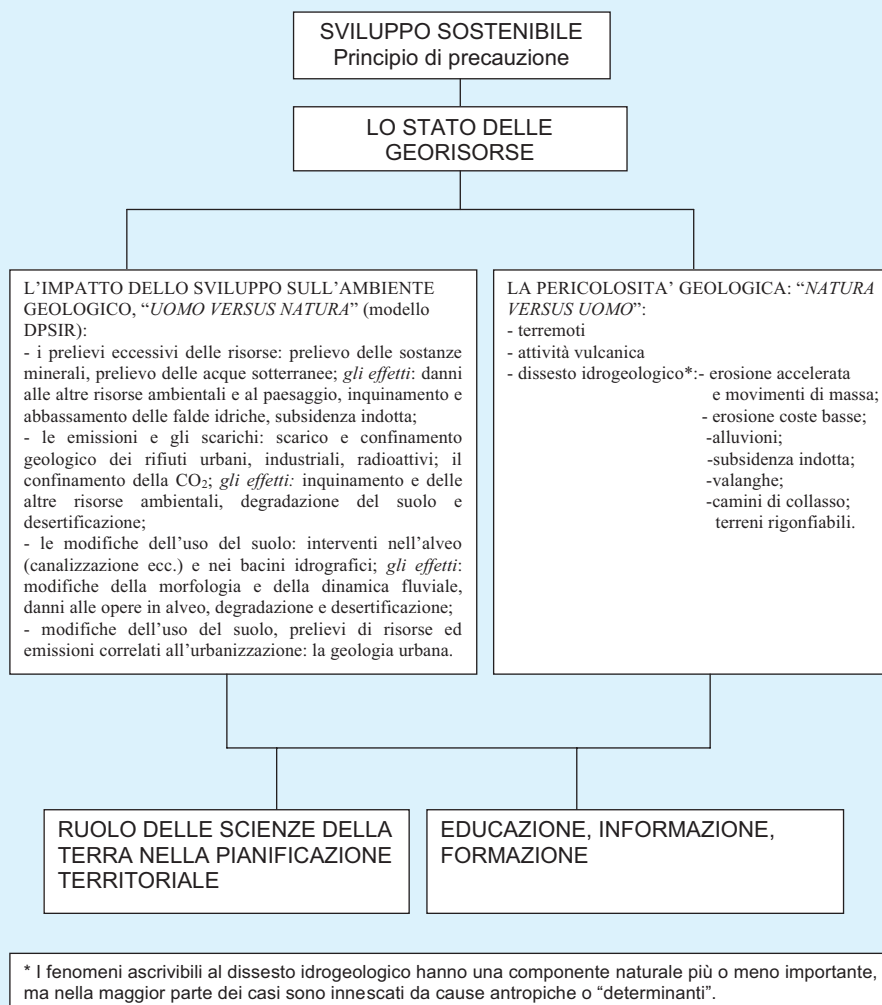 SVILUPPO SOSTENIBILE
Principio di precauzione
LO STATO DELLE
GEORISORSE
L'IMPATTO DELLO SVILUPPO SULL'AMBIENTE
GEOLOGICO, "UOMO VERSUS NATURA" (modello
DPSIR):
- i prelievi eccessivi delle risorse: prelievo delle sostanze
minerali, prelievo delle acque sotterranee; gli effetti: danni
alle altre risorse ambientali e al paesaggio, inquinamento e
abbassamento delle falde idriche, subsidenza indotta;
- le emissioni e gli scarichi: scarico e confinamento
geologico dei rifiuti urbani, industriali, radioattivi; il
confinamento della CO₂; gli effetti: inquinamento e delle
altre risorse ambientali, degradazione del suolo e
desertificazione;
- le modifiche dell'uso del suolo: interventi nell'alveo
(canalizzazione ecc.) e nei bacini idrografici; gli effetti:
modifiche della morfologia e della dinamica fluviale,
danni alle opere in alveo, degradazione e desertificazione;
- modifiche dell'uso del suolo, prelievi di risorse ed
emissioni correlati all'urbanizzazione: la geologia urbana.
LA PERICOLOSITA' GEOLOGICA: "NATURA
VERSUS UOMO":
- terremoti
- attività vulcanica
- dissesto idrogeologico*:- erosione accelerata
e movimenti di massa;
- erosione coste basse;
-alluvioni;
-subsidenza indotta;
-valanghe;
-camini di collasso;
terreni rigonfiabili.
RUOLO DELLE SCIENZE DELLA
TERRA NELLA PIANIFICAZIONE
TERRITORIALE
EDUCAZIONE, INFORMAZIONE,
FORMAZIONE
* I fenomeni ascrivibili al dissesto idrogeologico hanno una componente naturale più o meno importante,
ma nella maggior parte dei casi sono innescati da cause antropiche o "determinanti".